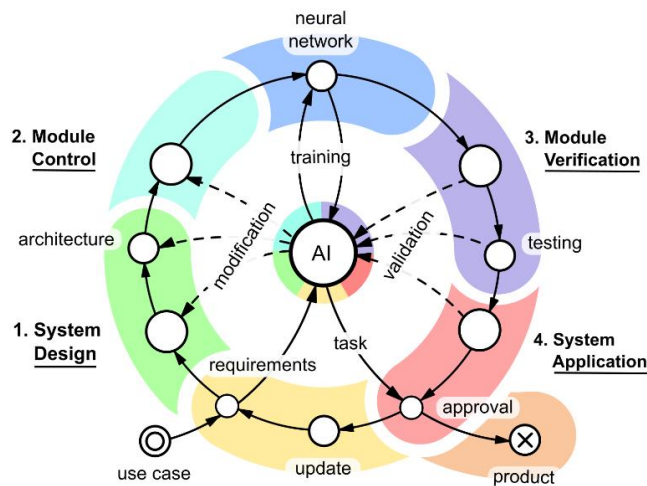 neural
network
2. Module
Control
3. Module
Verification
training
architecture
modification
AI
validation
testing
1. System
Design
requirements
task
4. System
Application
approval
use case
update
product